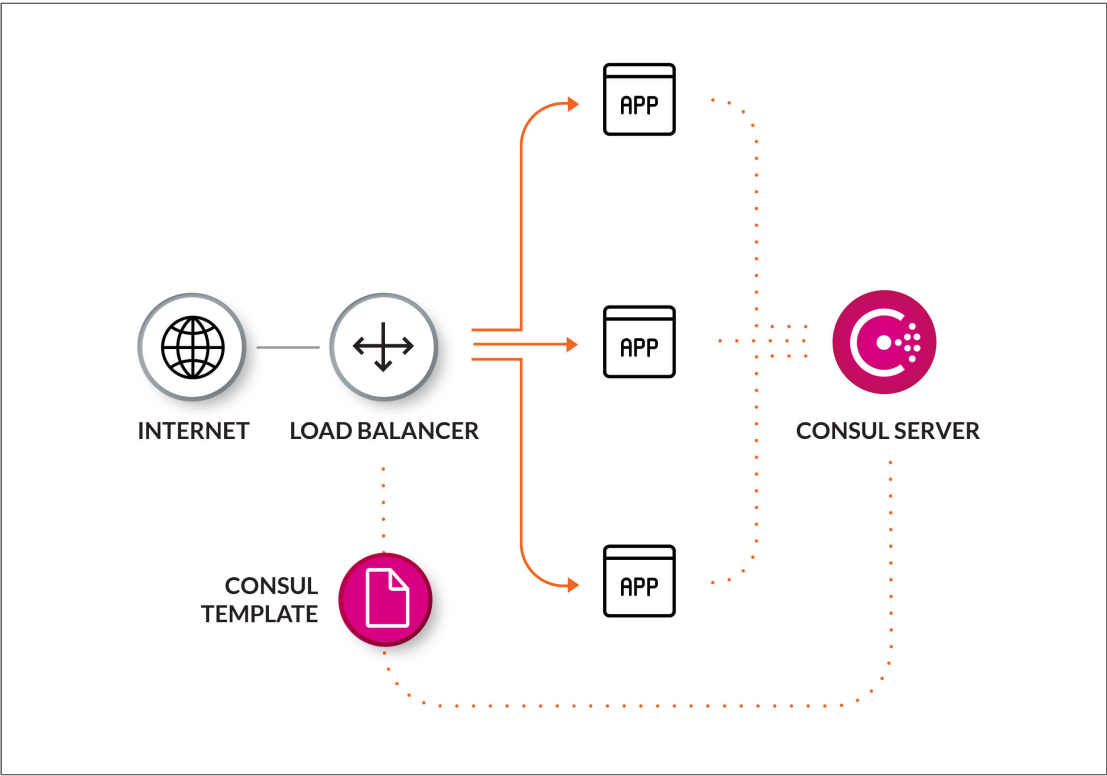 APP
APP
INTERNET
LOAD BALANCER
CONSUL SERVER
CONSUL
TEMPLATE
APP